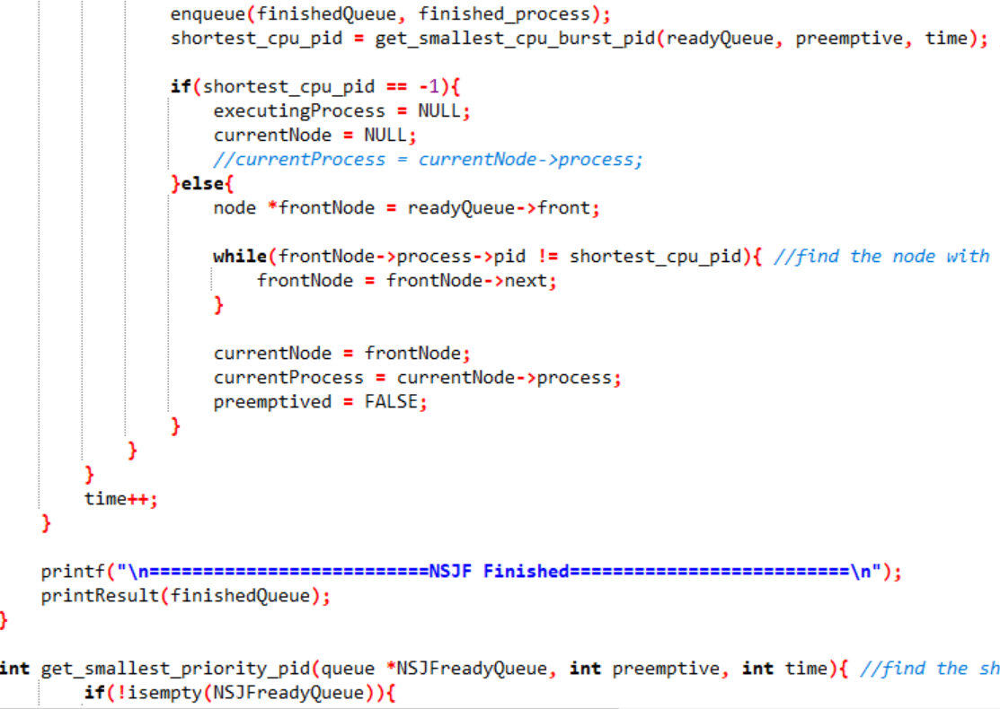 enqueue(finishedQueue, finished_process);
shortest_cpu_pid = get_smallest_cpu_burst_pid(readyQueue, preemptive, time);
if(shortest_cpu_pid == -1){
executingProcess = NULL;
currentNode = NULL;
//currentProcess = currentNode->process;
}else{
node *frontNode = readyQueue->front;
while(frontNode->process->pid != shortest_cpu_pid){ //find the node with
frontNode = frontNode->next;
}
currentNode = frontNode;
currentProcess = currentNode->process;
preemptived = FALSE;
}
}
}
time++;
}
printf("\n==========================NSJF Finished==========================\n");
printResult(finishedQueue);
}
int get_smallest_priority_pid(queue *NSJFreadyQueue, int preemptive, int time){ //find the sh
if(!isempty(NSJFreadyQueue)){